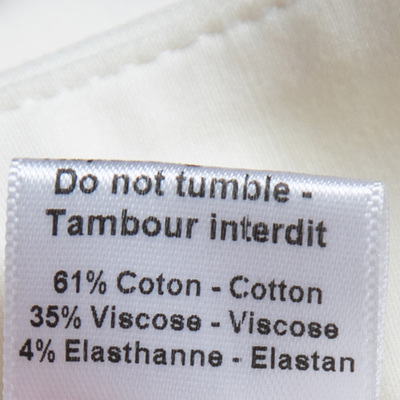 Do not tumble -
Tambour interdit
61% Coton - Cotton
35% Viscose - Viscose
4% Elasthanne - Elastan